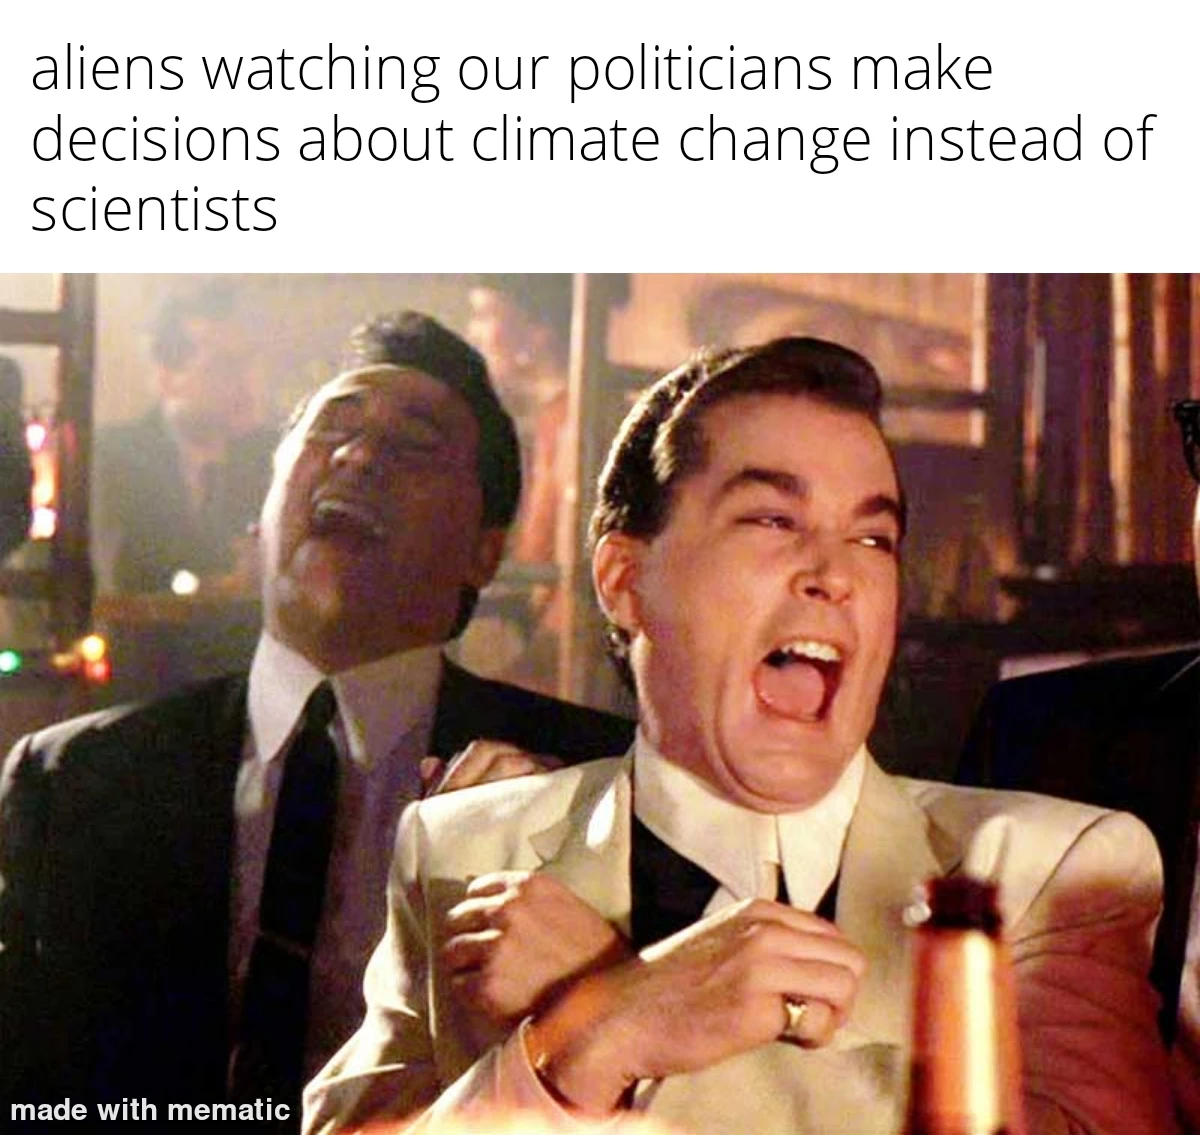 aliens watching our politicians make
decisions about climate change instead of
scientists
made with mematic